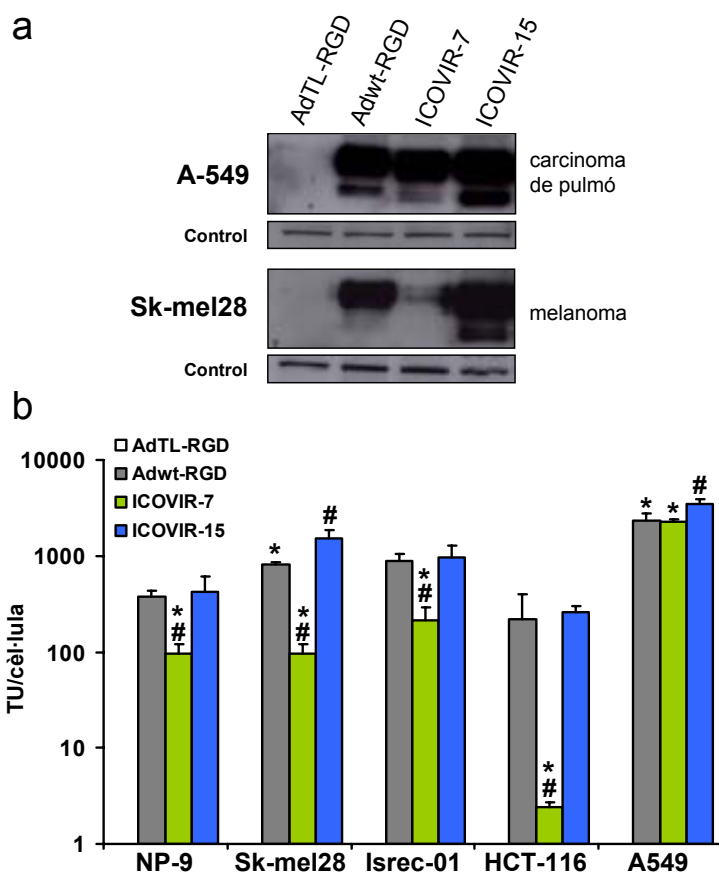 a
AdTL-RGD
Adwt-RGD
ICOVIR-7
ICOVIR-15
A-549
carcinoma
de pulmó
Control
Sk-mel28
melanoma
Control
b
AdTL-RGD
Adwt-RGD
ICOVIR-7
ICOVIR-15
TU/cèl·lula
10000
1000
100
10
1
*
#
*
*
#
#
*
#
*
#
*
*
#
NP-9
Sk-mel28
Isrec-01
HCT-116
A549